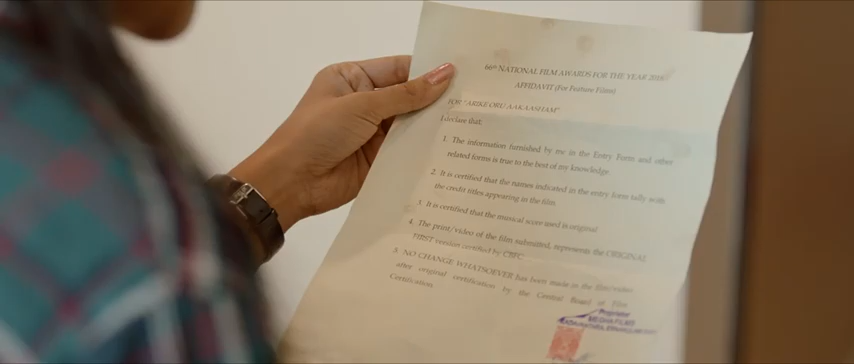 66th NATIONAL FILM AWARDS FOR THE YEAR 2018
AFFIDAVIT (For Feature Films)
FOR "ARIKE ORU AAKAASHAM"
I declare that:
1. The information furnished by me in the Entry Form and other
related forms is true to the best of my knowledge.
2. It is certified that the names indicated in the entry form tally with
the credit titles appearing in the film.
3. It is certified that the musical score used is original
4. The print/video of the film submitted, represents the ORIGINAL
FIRST version certified by CBFC
5. NO CHANGE WHATSOEVER has been made in the film/video
after original certification by the Central Board of Film
Certification.
Proprietor
MEGHA FILMS